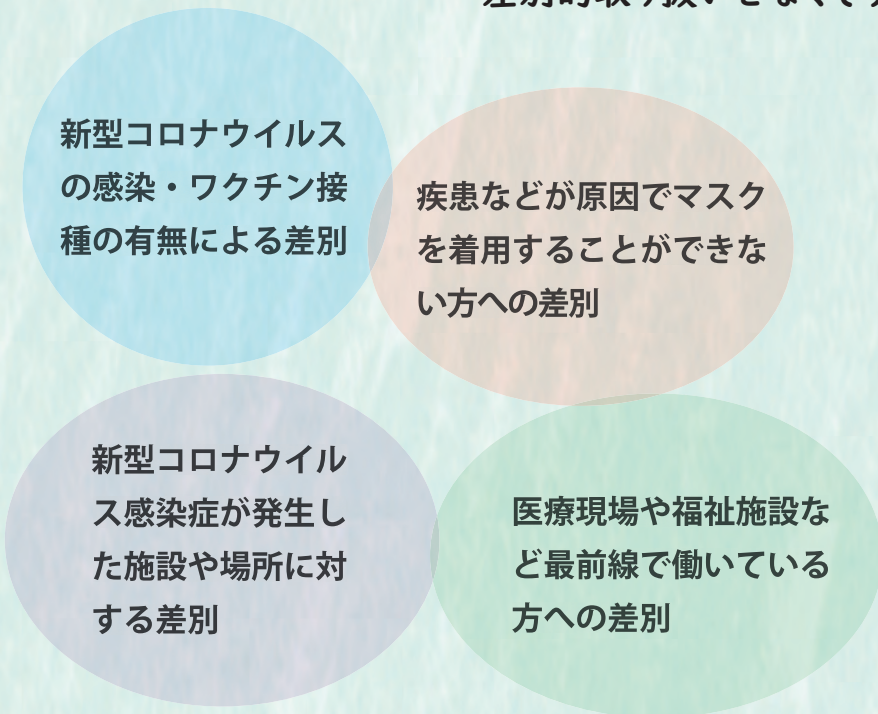 新型コロナウイルス
の感染・ワクチン接
種の有無による差別
疾患などが原因でマスク
を着用することができな
い方への差別
新型コロナウイル
ス感染症が発生し
た施設や場所に対
する差別
医療現場や福祉施設な
ど最前線で働いている
方への差別